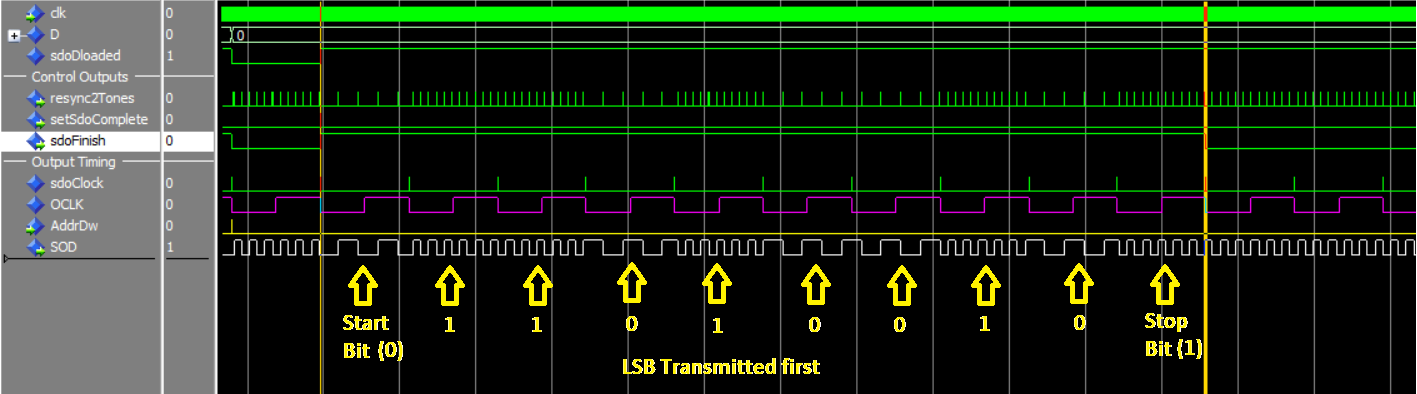 clk 0
D 0 0
sdoDloaded 1
Control Outputs
resync2Tones 0
setSdoComplete 0
sdoFinish 0
Output Timing
sdoClock 0
OCLK 0
AddrDw 0
SOD 1
Start 1 1 0 1 0 0 1 0 Stop
Bit (0) Bit (1)
LSB Transmitted first